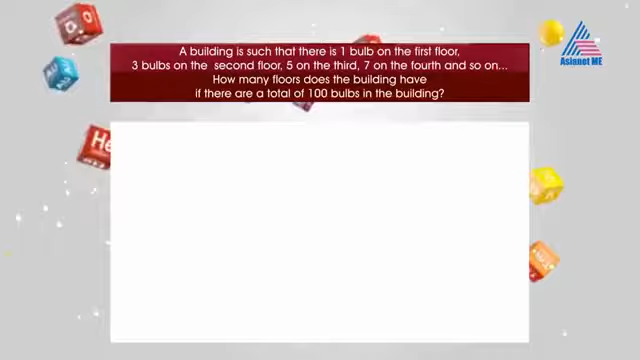 A building is such that there is 1 bulb on the first floor,
3 bulbs on the second floor, 5 on the third, 7 on the fourth and so on...
How many floors does the building have
if there are a total of 100 bulbs in the building?
Asianet ME
He